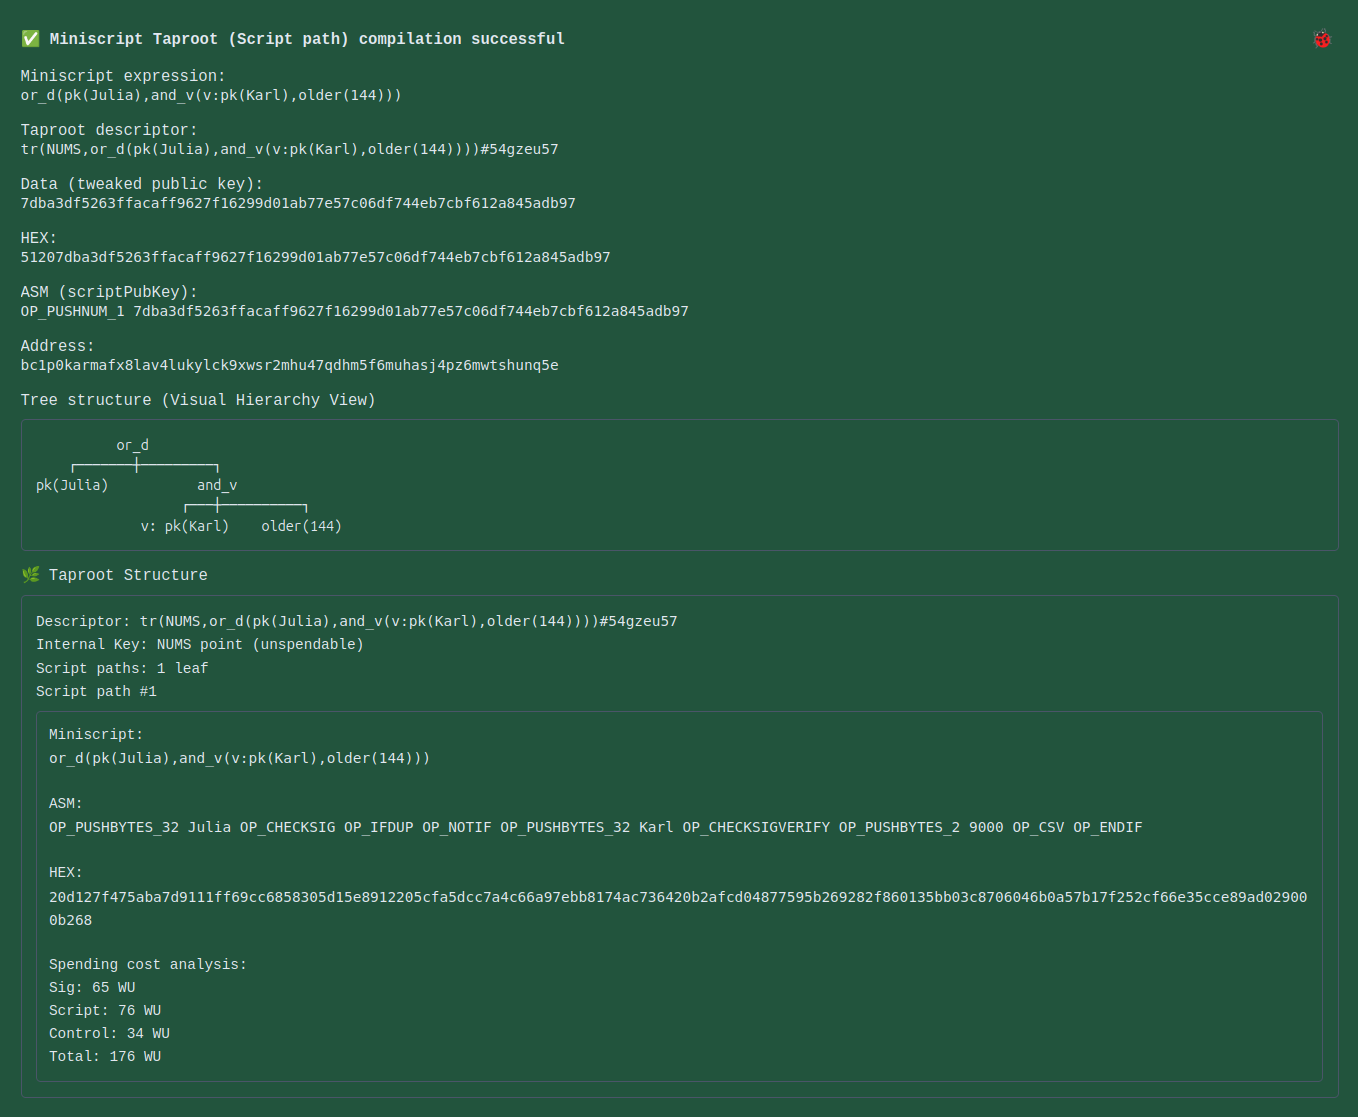 ✅ Miniscript Taproot (Script path) compilation successful
Miniscript expression:
or_d(pk(Julia),and_v(v:pk(Karl),older(144)))
Taproot descriptor:
tr(NUMS,or_d(pk(Julia),and_v(v:pk(Karl),older(144))))#54gzeu57
Data (tweaked public key):
7dba3df5263ffacaff9627f16299d01ab77e57c06df744eb7cbf612a845adb97
HEX:
51207dba3df5263ffacaff9627f16299d01ab77e57c06df744eb7cbf612a845adb97
ASM (scriptPubKey):
OP_PUSHNUM_1 7dba3df5263ffacaff9627f16299d01ab77e57c06df744eb7cbf612a845adb97
Address:
bc1p0karmafx8lav4lukylck9xwsr2mhu47qdhm5f6muhasj4pz6mwtshunq5e
Tree structure (Visual Hierarchy View)
or_d
pk(Julia) and_v
v: pk(Karl) older(144)
🌿 Taproot Structure
Descriptor: tr(NUMS,or_d(pk(Julia),and_v(v:pk(Karl),older(144))))#54gzeu57
Internal Key: NUMS point (unspendable)
Script paths: 1 leaf
Script path #1
Miniscript:
or_d(pk(Julia),and_v(v:pk(Karl),older(144)))
ASM:
OP_PUSHBYTES_32 Julia OP_CHECKSIG OP_IFDUP OP_NOTIF OP_PUSHBYTES_32 Karl OP_CHECKSIGVERIFY OP_PUSHBYTES_2 9000 OP_CSV OP_ENDIF
HEX:
20d127f475aba7d9111ff69cc6858305d15e8912205cfa5dcc7a4c66a97ebb8174ac736420b2afcd04877595b269282f860135bb03c8706046b0a57b17f252cf66e35cce89ad02900
0b268
Spending cost analysis:
Sig: 65 WU
Script: 76 WU
Control: 34 WU
Total: 176 WU